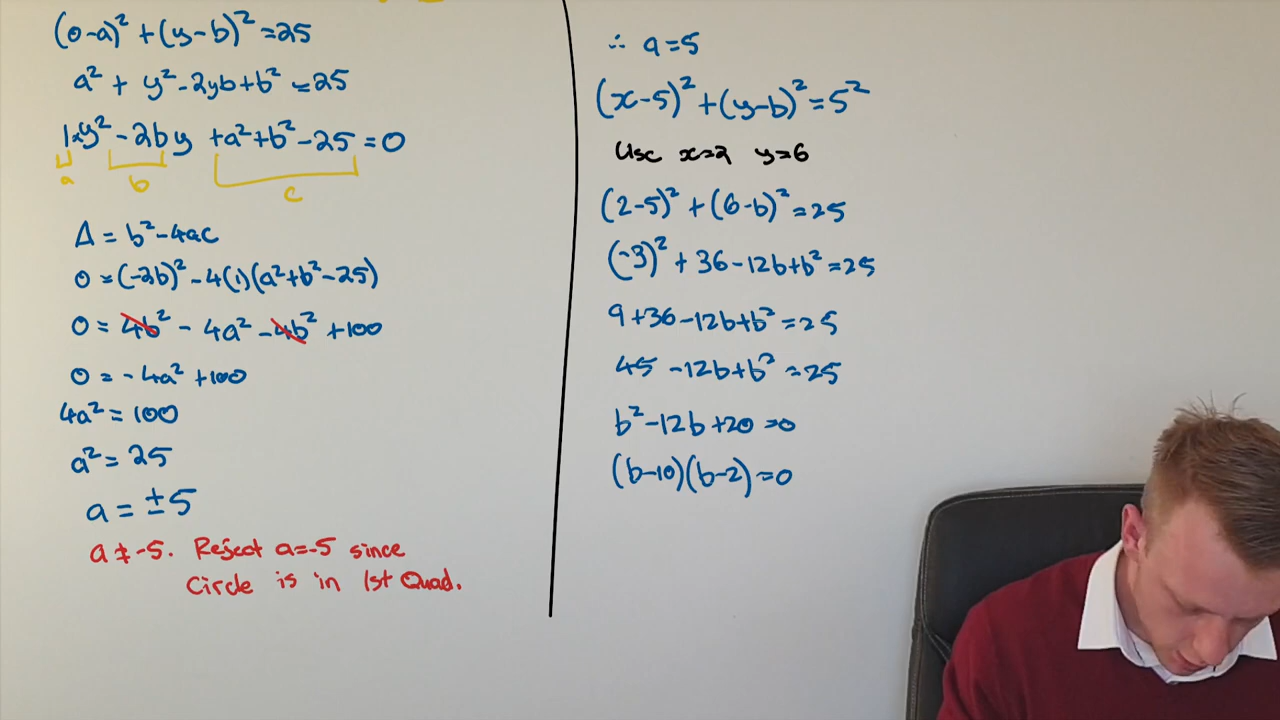 (0-a)² + (y-b)² = 25
a² + y² - 2yb + b² = 25
1xy² - 2by + a² + b² - 25 = 0
a b c
Δ = b² - 4ac
0 = (-2b)² - 4(1)(a² + b² - 25)
0 = 4b² - 4a² - 4b² + 100
0 = -4a² + 100
4a² = 100
a² = 25
a = ±5
a ≠ -5. Reject a=-5 since
Circle is in 1st Quad.
∴ a = 5
(x-5)² + (y-b)² = 5²
Use x=2 y=6
(2-5)² + (6-b)² = 25
(-3)² + 36 - 12b + b² = 25
9 + 36 - 12b + b² = 25
45 - 12b + b² = 25
b² - 12b + 20 = 0
(b-10)(b-2) = 0